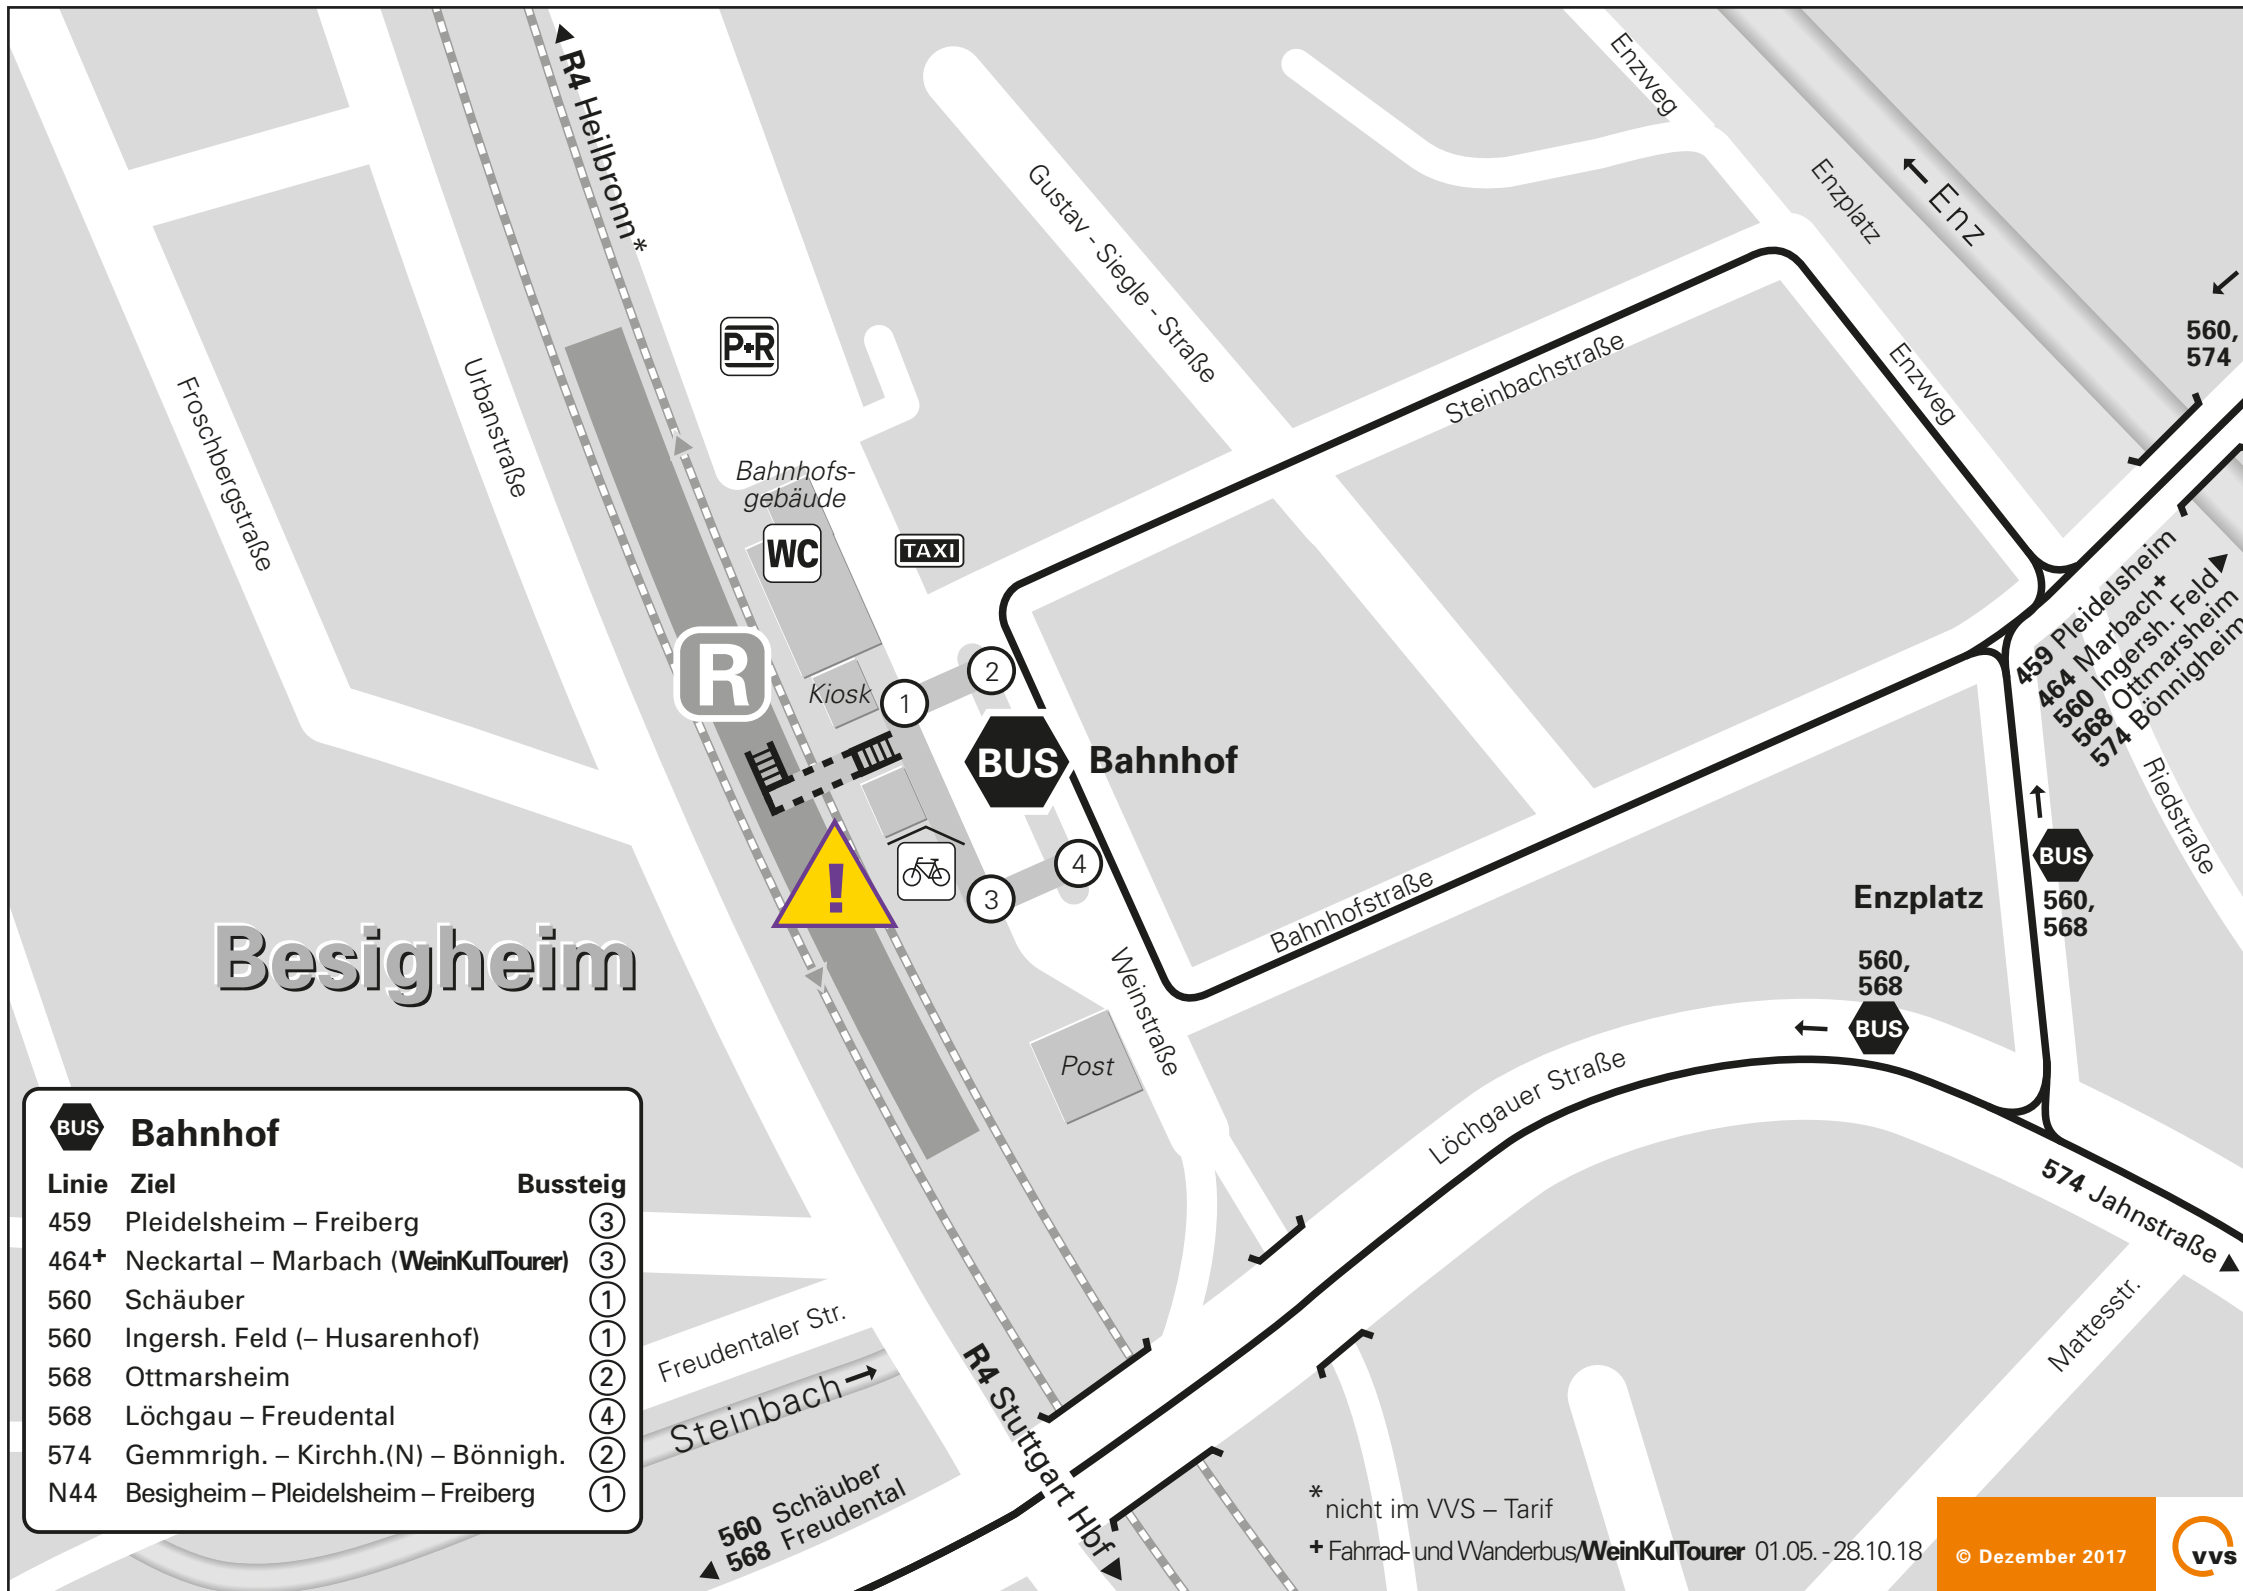 R4 Heilbronn*
Enzweg
Enzplatz
Enz
Gustav - Siegle - Straße
Froschbergstraße
Urbanstraße
P+R
Steinbachstraße
Enzweg
560,
574
Bahnhofs-
gebäude
WC
TAXI
R
Kiosk
1
2
BUS Bahnhof
3
4
!
459 Pleidelsheim
464 Marbach+
560 Ingersh. Feld
568 Ottmarsheim
574 Bönnigheim
Riedstraße
BUS
560,
568
Enzplatz
560,
568
BUS
Bahnhofstraße
Weinstraße
Besigheim
Post
Löchgauer Straße
574 Jahnstraße
Mattesstr.
Freudentaler Str.
Steinbach
R4 Stuttgart Hbf
560 Schäuber
568 Freudental
BUS Bahnhof
Linie Ziel Bussteig
459 Pleidelsheim – Freiberg 3
464+ Neckartal – Marbach (WeinKulTourer) 3
560 Schäuber 1
560 Ingersh. Feld (– Husarenhof) 1
568 Ottmarsheim 2
568 Löchgau – Freudental 4
574 Gemmrigh. – Kirchh.(N) – Bönnigh. 2
N44 Besigheim – Pleidelsheim – Freiberg 1
* nicht im VVS – Tarif
+ Fahrrad- und Wanderbus/WeinKulTourer 01.05. - 28.10.18
© Dezember 2017
vvs